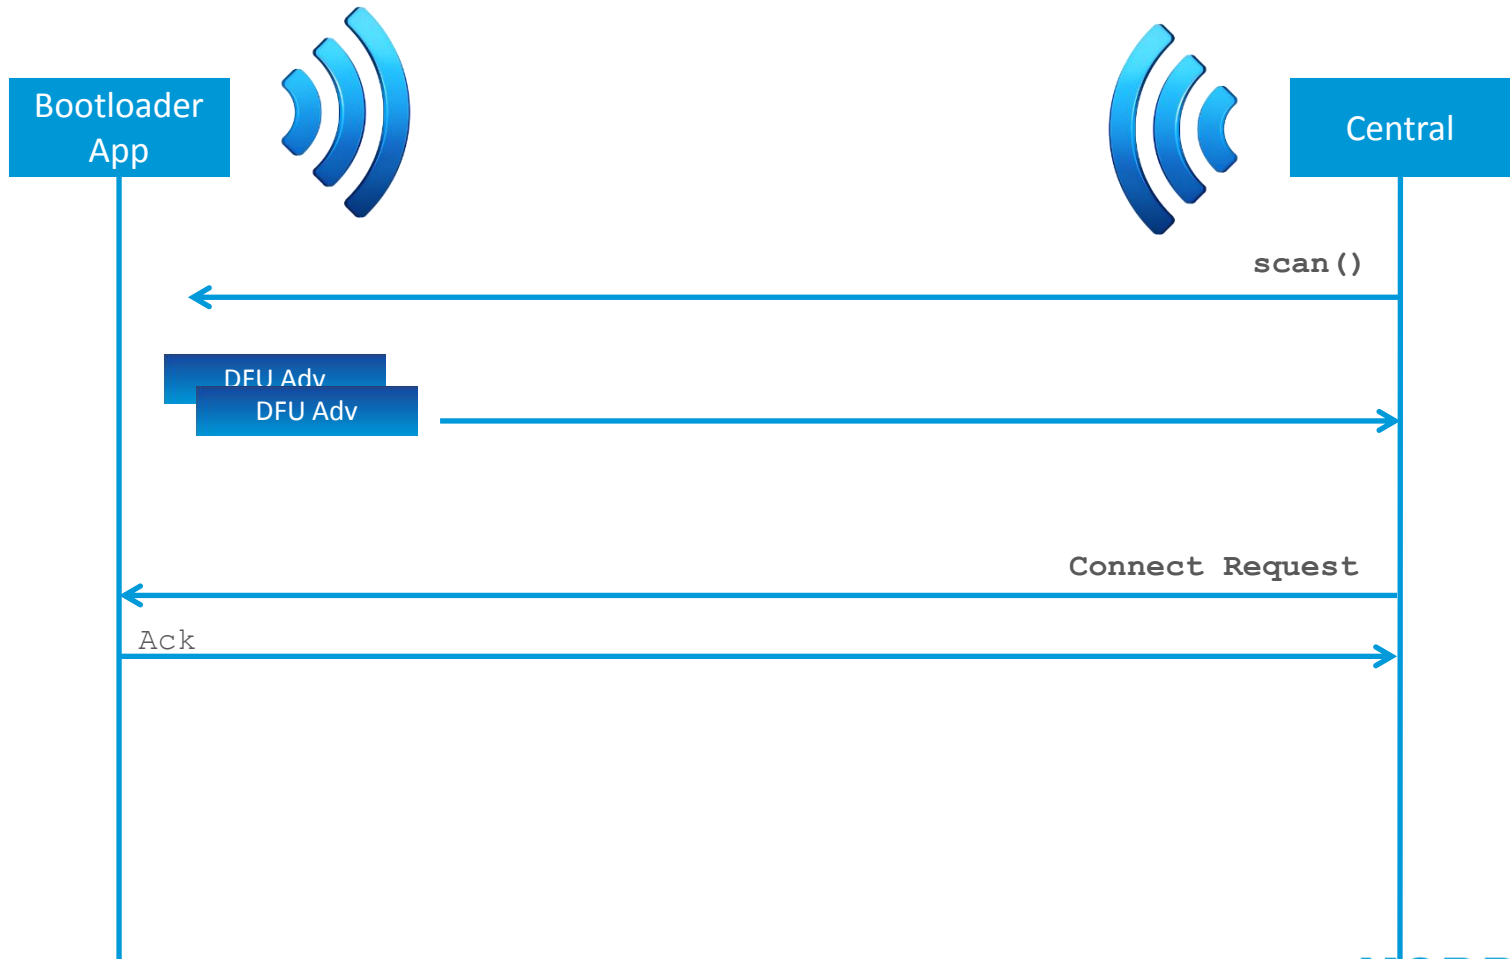 Bootloader
App
Central
scan()
DFU Adv
DFU Adv
Connect Request
Ack